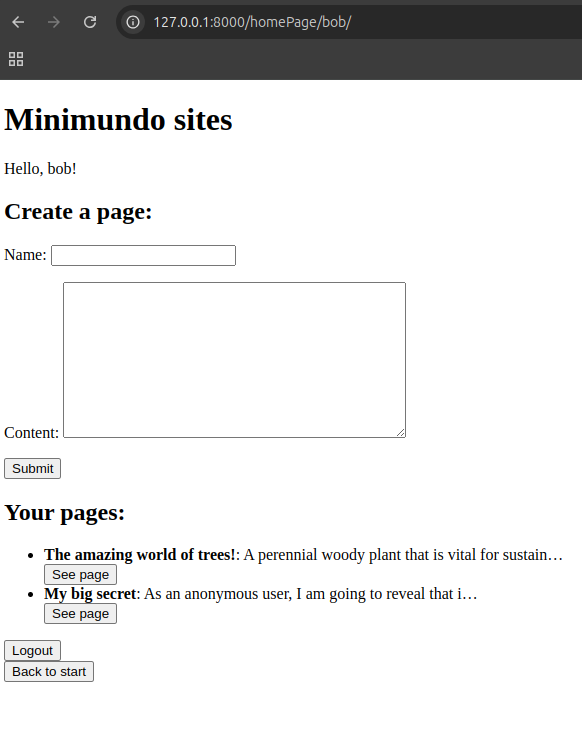 127.0.0.1:8000/homePage/bob/
Minimundo sites
Hello, bob!
Create a page:
Name:
Content:
Submit
Your pages:
The amazing world of trees!: A perennial woody plant that is vital for sustain…
See page
My big secret: As an anonymous user, I am going to reveal that i…
See page
Logout
Back to start